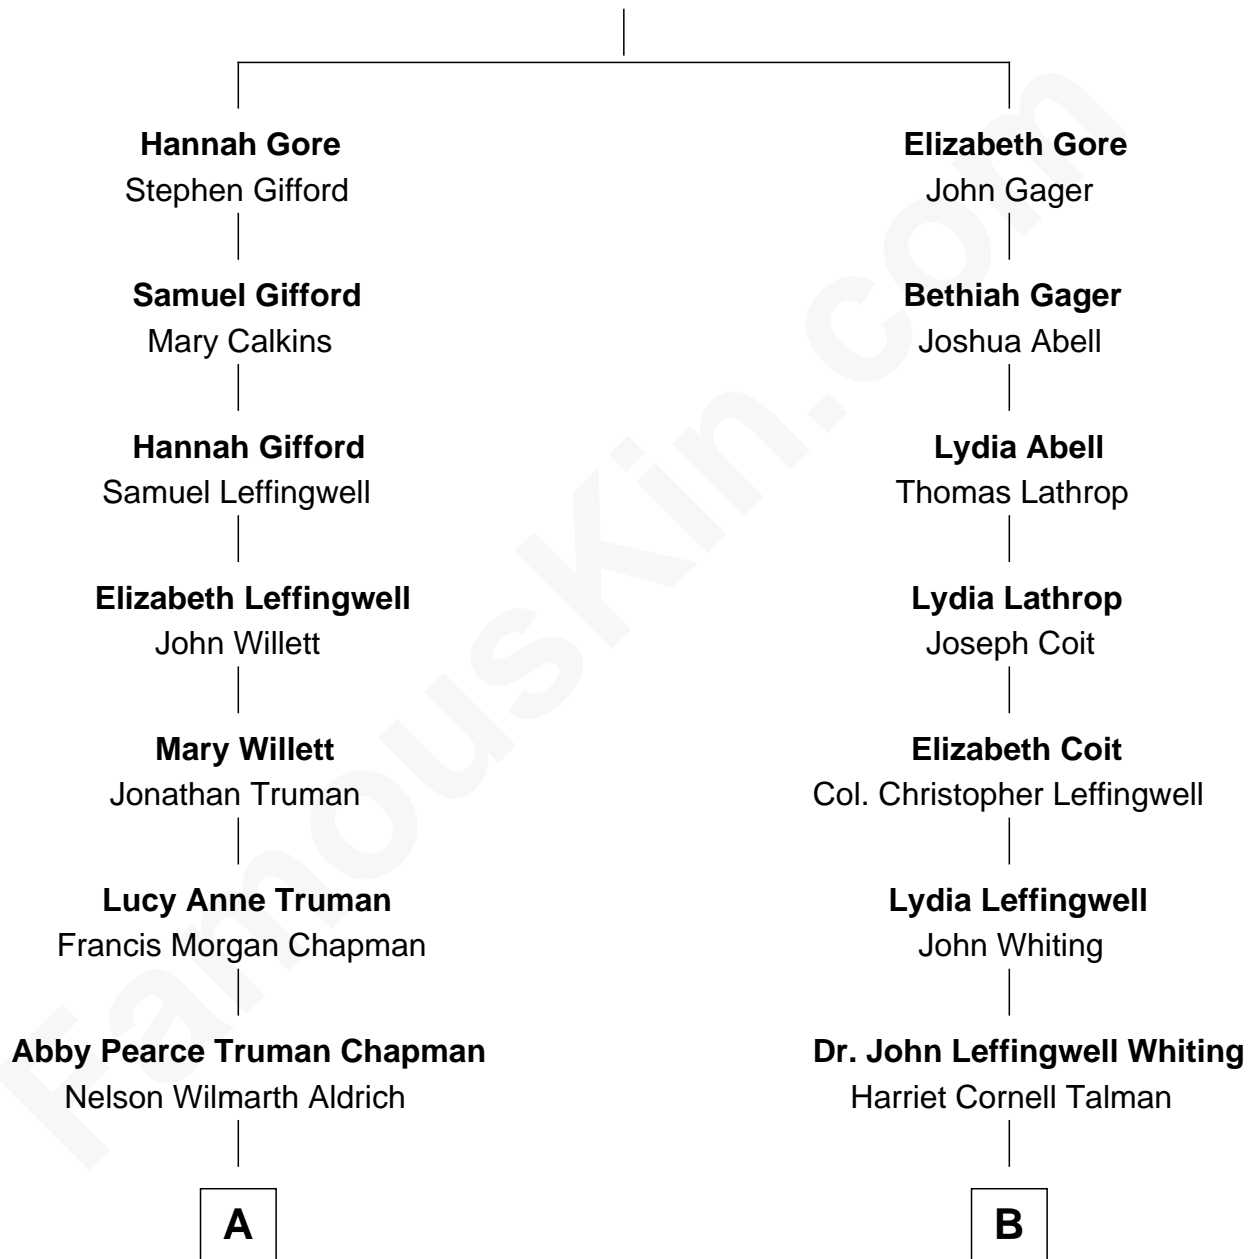 Hannah Gore
Stephen Gifford
Samuel Gifford
Mary Calkins
Hannah Gifford
Samuel Leffingwell
Elizabeth Leffingwell
John Willett
Mary Willett
Jonathan Truman
Lucy Anne Truman
Francis Morgan Chapman
Abby Pearce Truman Chapman
Nelson Wilmarth Aldrich
A
Elizabeth Gore
John Gager
Bethiah Gager
Joshua Abell
Lydia Abell
Thomas Lathrop
Lydia Lathrop
Joseph Coit
Elizabeth Coit
Col. Christopher Leffingwell
Lydia Leffingwell
John Whiting
Dr. John Leffingwell Whiting
Harriet Cornell Talman
B
FamousKin.com